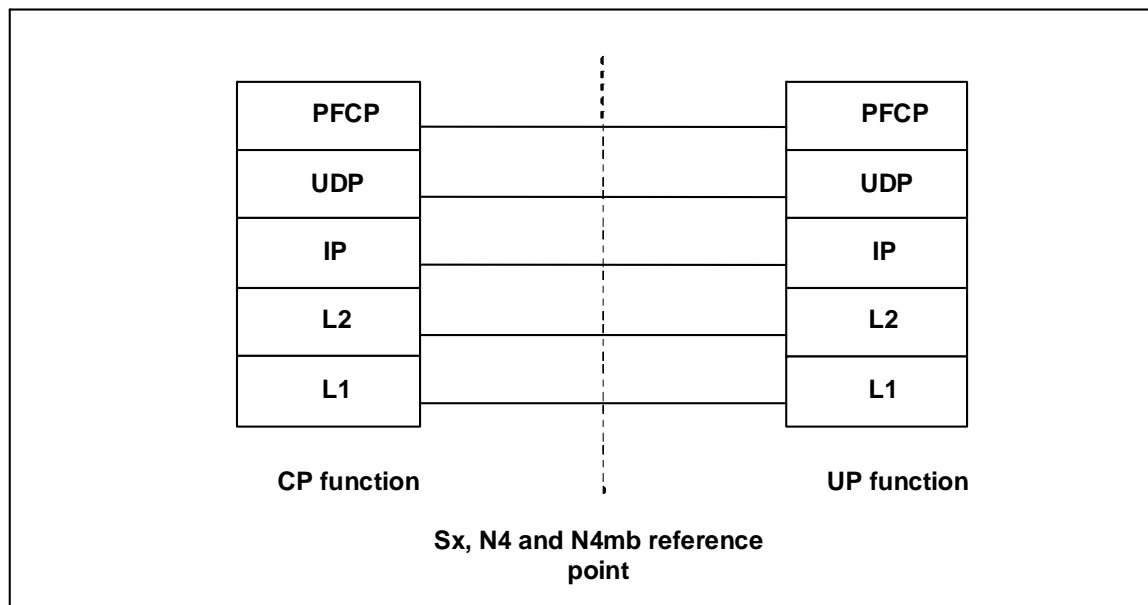 PFCP
PFCP
UDP
UDP
IP
IP
L2
L2
L1
L1
CP function
UP function
Sx, N4 and N4mb reference
point